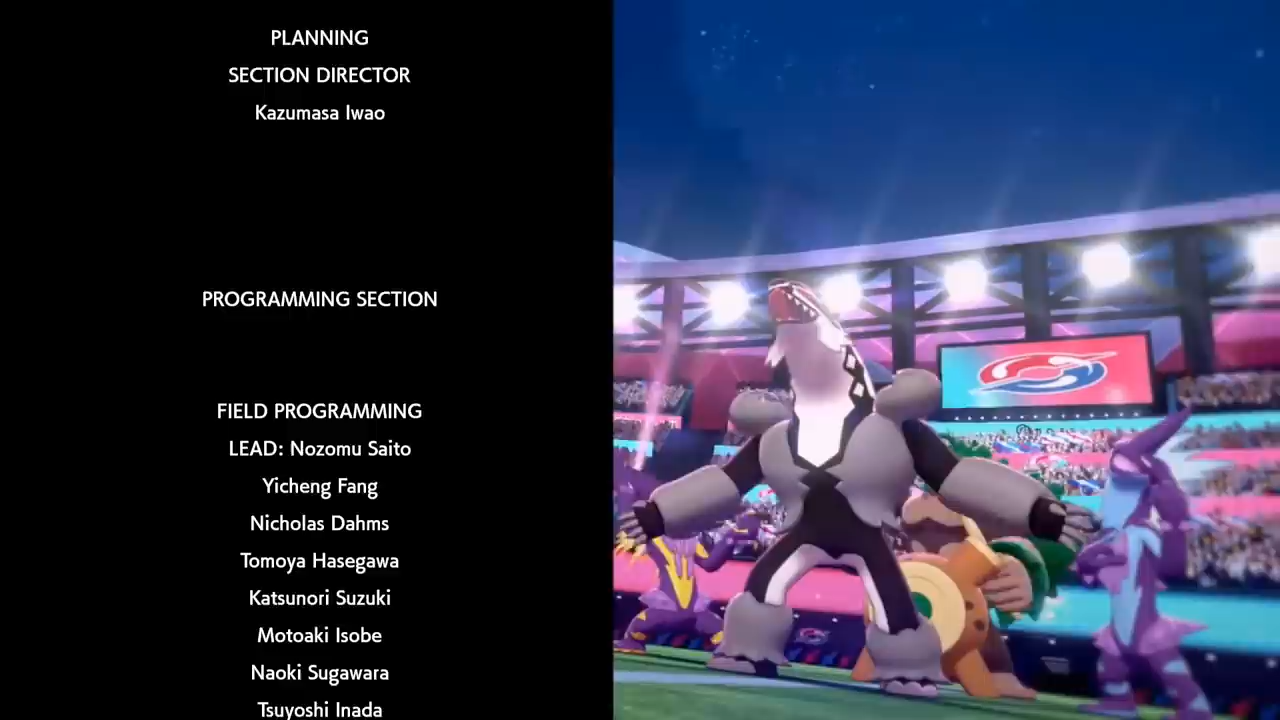 PLANNING
SECTION DIRECTOR
Kazumasa Iwao
PROGRAMMING SECTION
FIELD PROGRAMMING
LEAD: Nozomu Saito
Yicheng Fang
Nicholas Dahms
Tomoya Hasegawa
Katsunori Suzuki
Motoaki Isobe
Naoki Sugawara
Tsuyoshi Inada